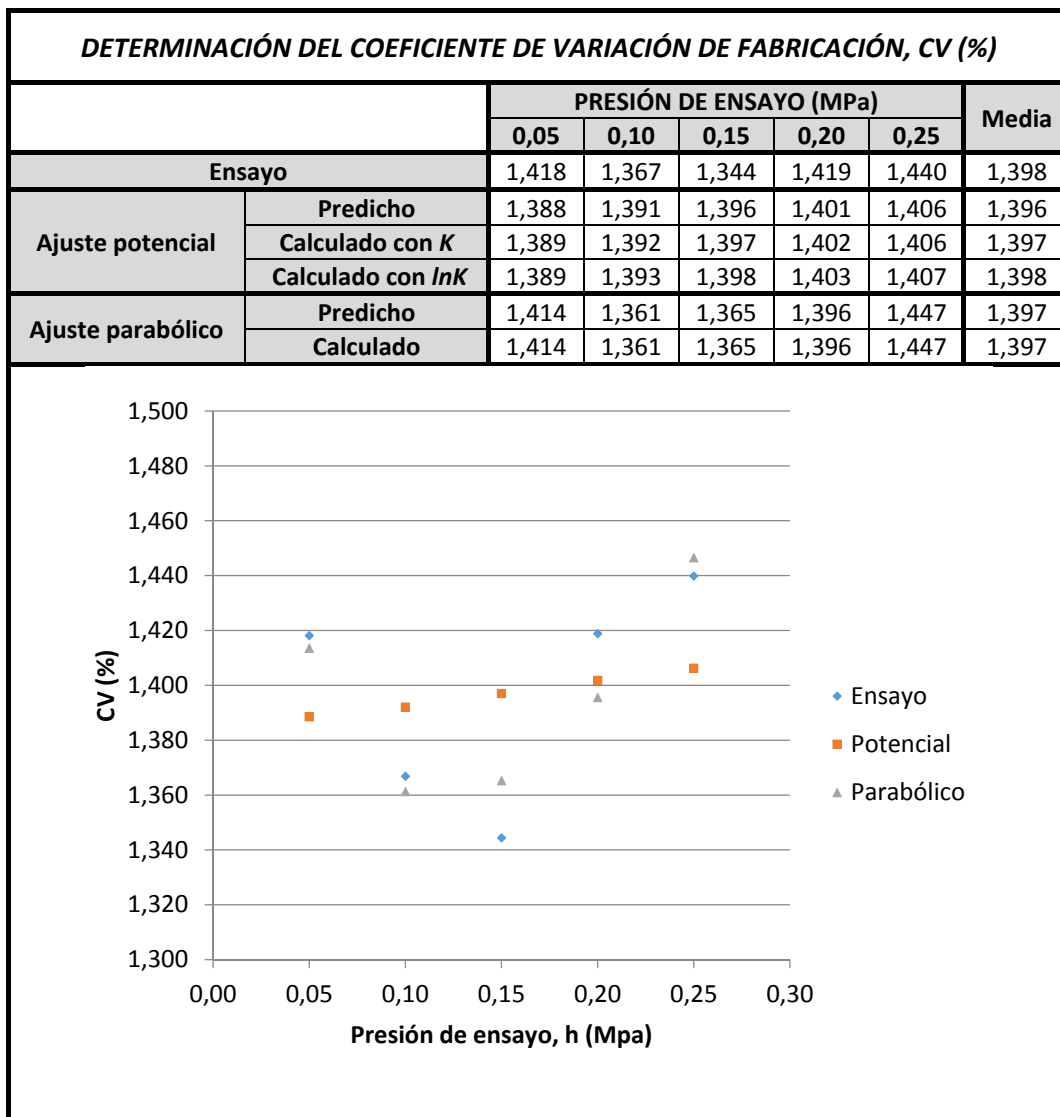 DETERMINACIÓN DEL COEFICIENTE DE VARIACIÓN DE FABRICACIÓN, CV (%)
PRESIÓN DE ENSAYO (MPa) Media
0,05 0,10 0,15 0,20 0,25
Ensayo 1,418 1,367 1,344 1,419 1,440 1,398
Ajuste potencial Predicho 1,388 1,391 1,396 1,401 1,406 1,396
Calculado con K 1,389 1,392 1,397 1,402 1,406 1,397
Calculado con lnK 1,389 1,393 1,398 1,403 1,407 1,398
Ajuste parabólico Predicho 1,414 1,361 1,365 1,396 1,447 1,397
Calculado 1,414 1,361 1,365 1,396 1,447 1,397
1,500
1,480
1,460
1,440
1,420
1,400
1,380
1,360
1,340
1,320
1,300
CV (%)
0,00 0,05 0,10 0,15 0,20 0,25 0,30
Presión de ensayo, h (Mpa)
Ensayo
Potencial
Parabólico